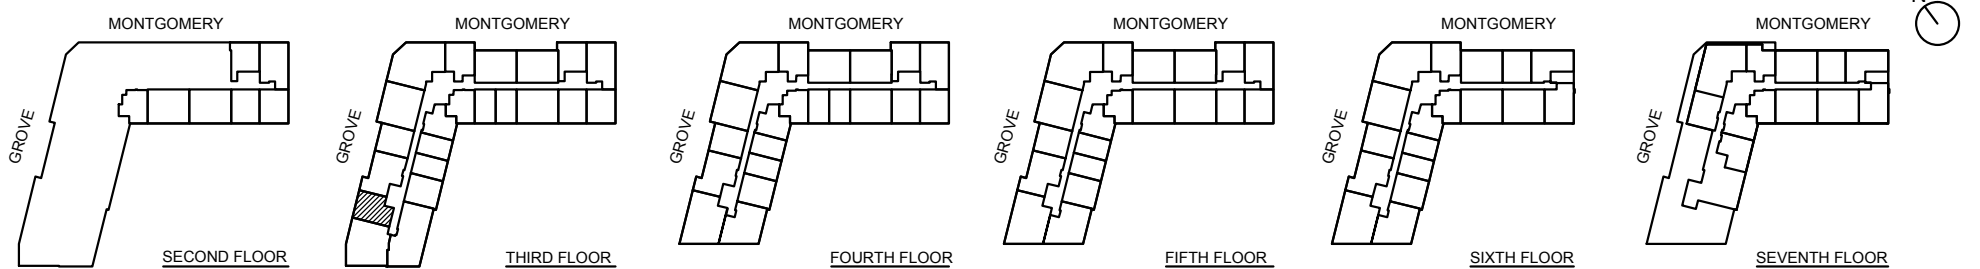 MONTGOMERY
GROVE
SECOND FLOOR
MONTGOMERY
GROVE
THIRD FLOOR
MONTGOMERY
GROVE
FOURTH FLOOR
MONTGOMERY
GROVE
FIFTH FLOOR
MONTGOMERY
GROVE
SIXTH FLOOR
MONTGOMERY
GROVE
SEVENTH FLOOR